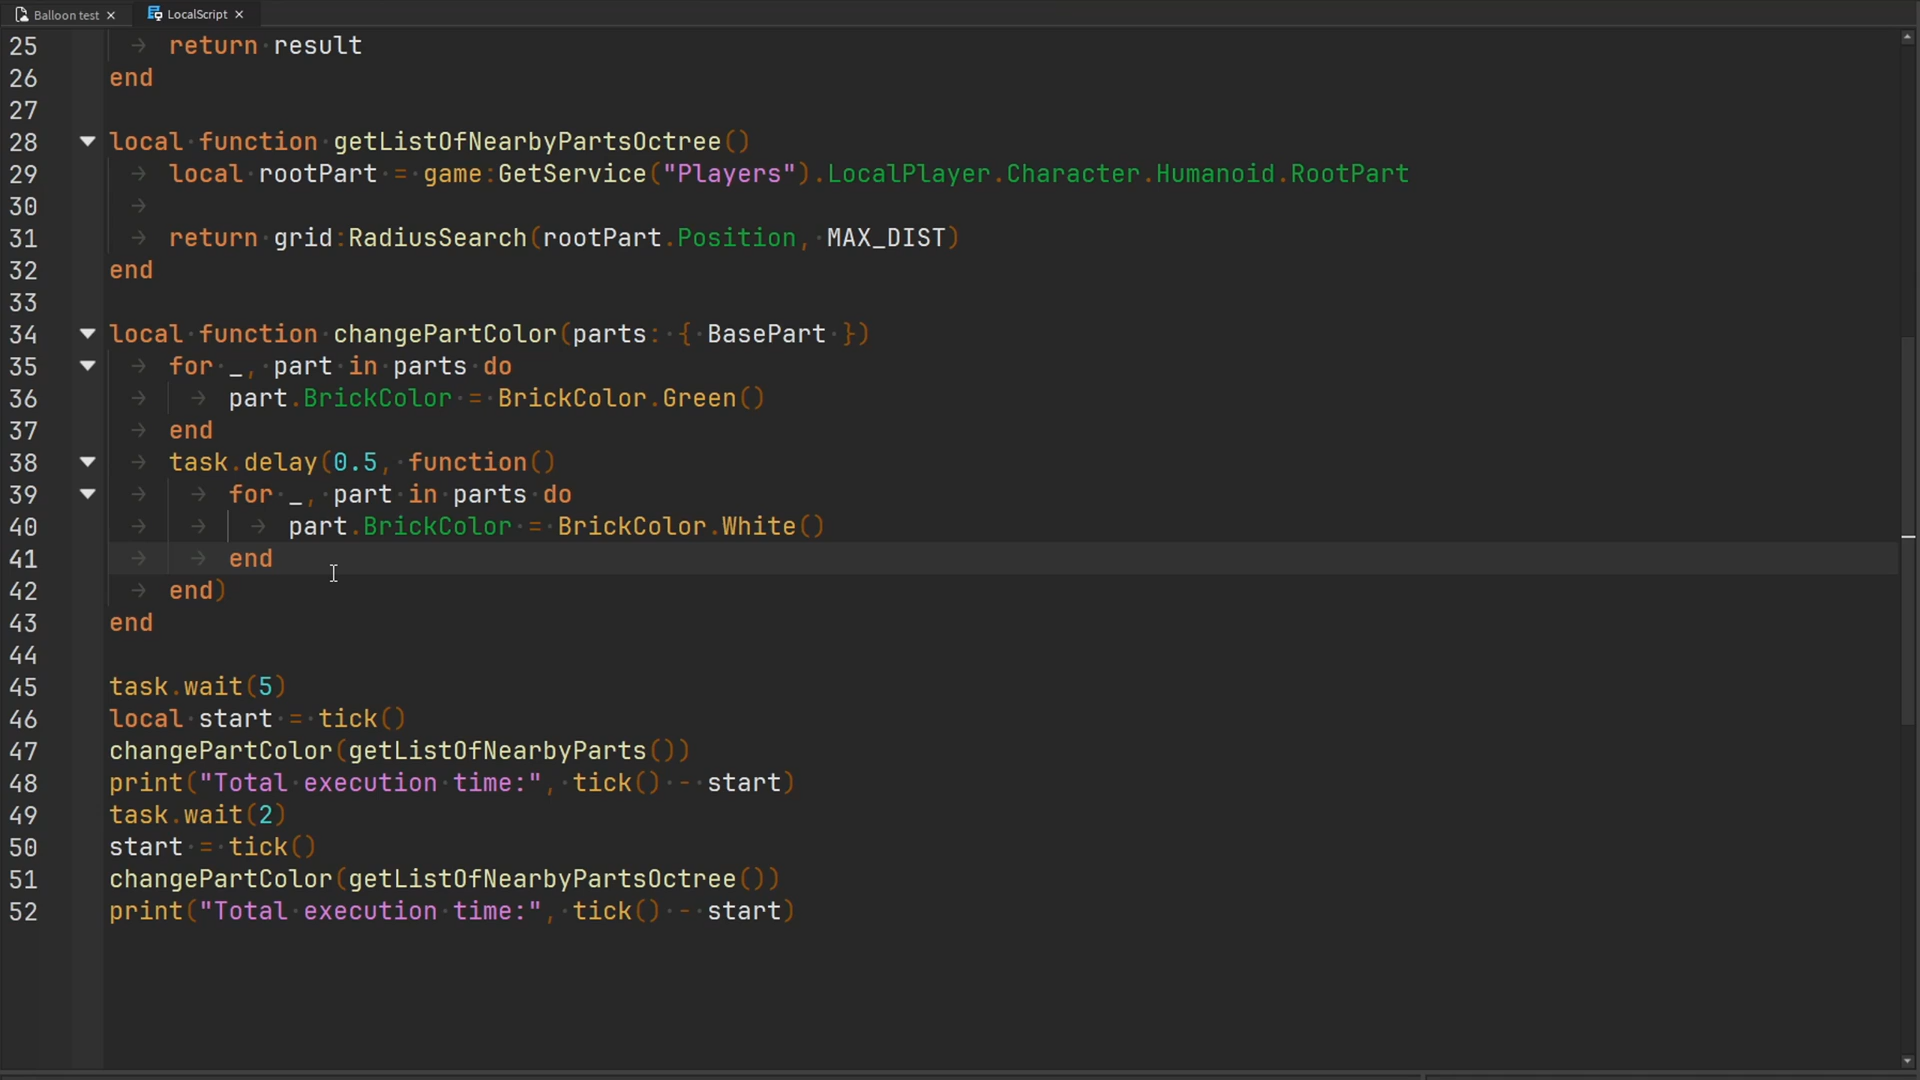 Balloon test
LocalScript
25 return result
26 end
27
28 local function getListOfNearbyPartsOctree()
29 local rootPart = game:GetService("Players").LocalPlayer.Character.Humanoid.RootPart
30
31 return grid:RadiusSearch(rootPart.Position, MAX_DIST)
32 end
33
34 local function changePartColor(parts: { BasePart })
35 for _, part in parts do
36 part.BrickColor = BrickColor.Green()
37 end
38 task.delay(0.5, function()
39 for _, part in parts do
40 part.BrickColor = BrickColor.White()
41 end
42 end)
43 end
44
45 task.wait(5)
46 local start = tick()
47 changePartColor(getListOfNearbyParts())
48 print("Total execution time:", tick() - start)
49 task.wait(2)
50 start = tick()
51 changePartColor(getListOfNearbyPartsOctree())
52 print("Total execution time:", tick() - start)